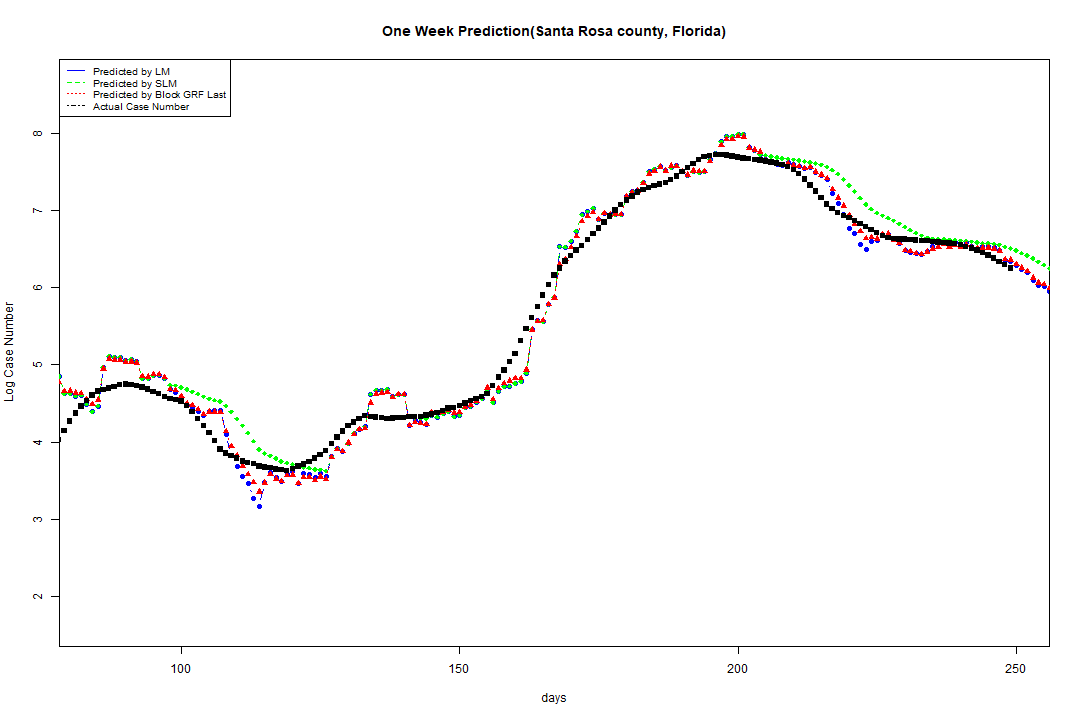 One Week Prediction(Santa Rosa county, Florida)
Predicted by LM
Predicted by SLM
Predicted by Block GRF Last
Actual Case Number
8
7
6
5
4
3
2
Log Case Number
100 150 200 250
days